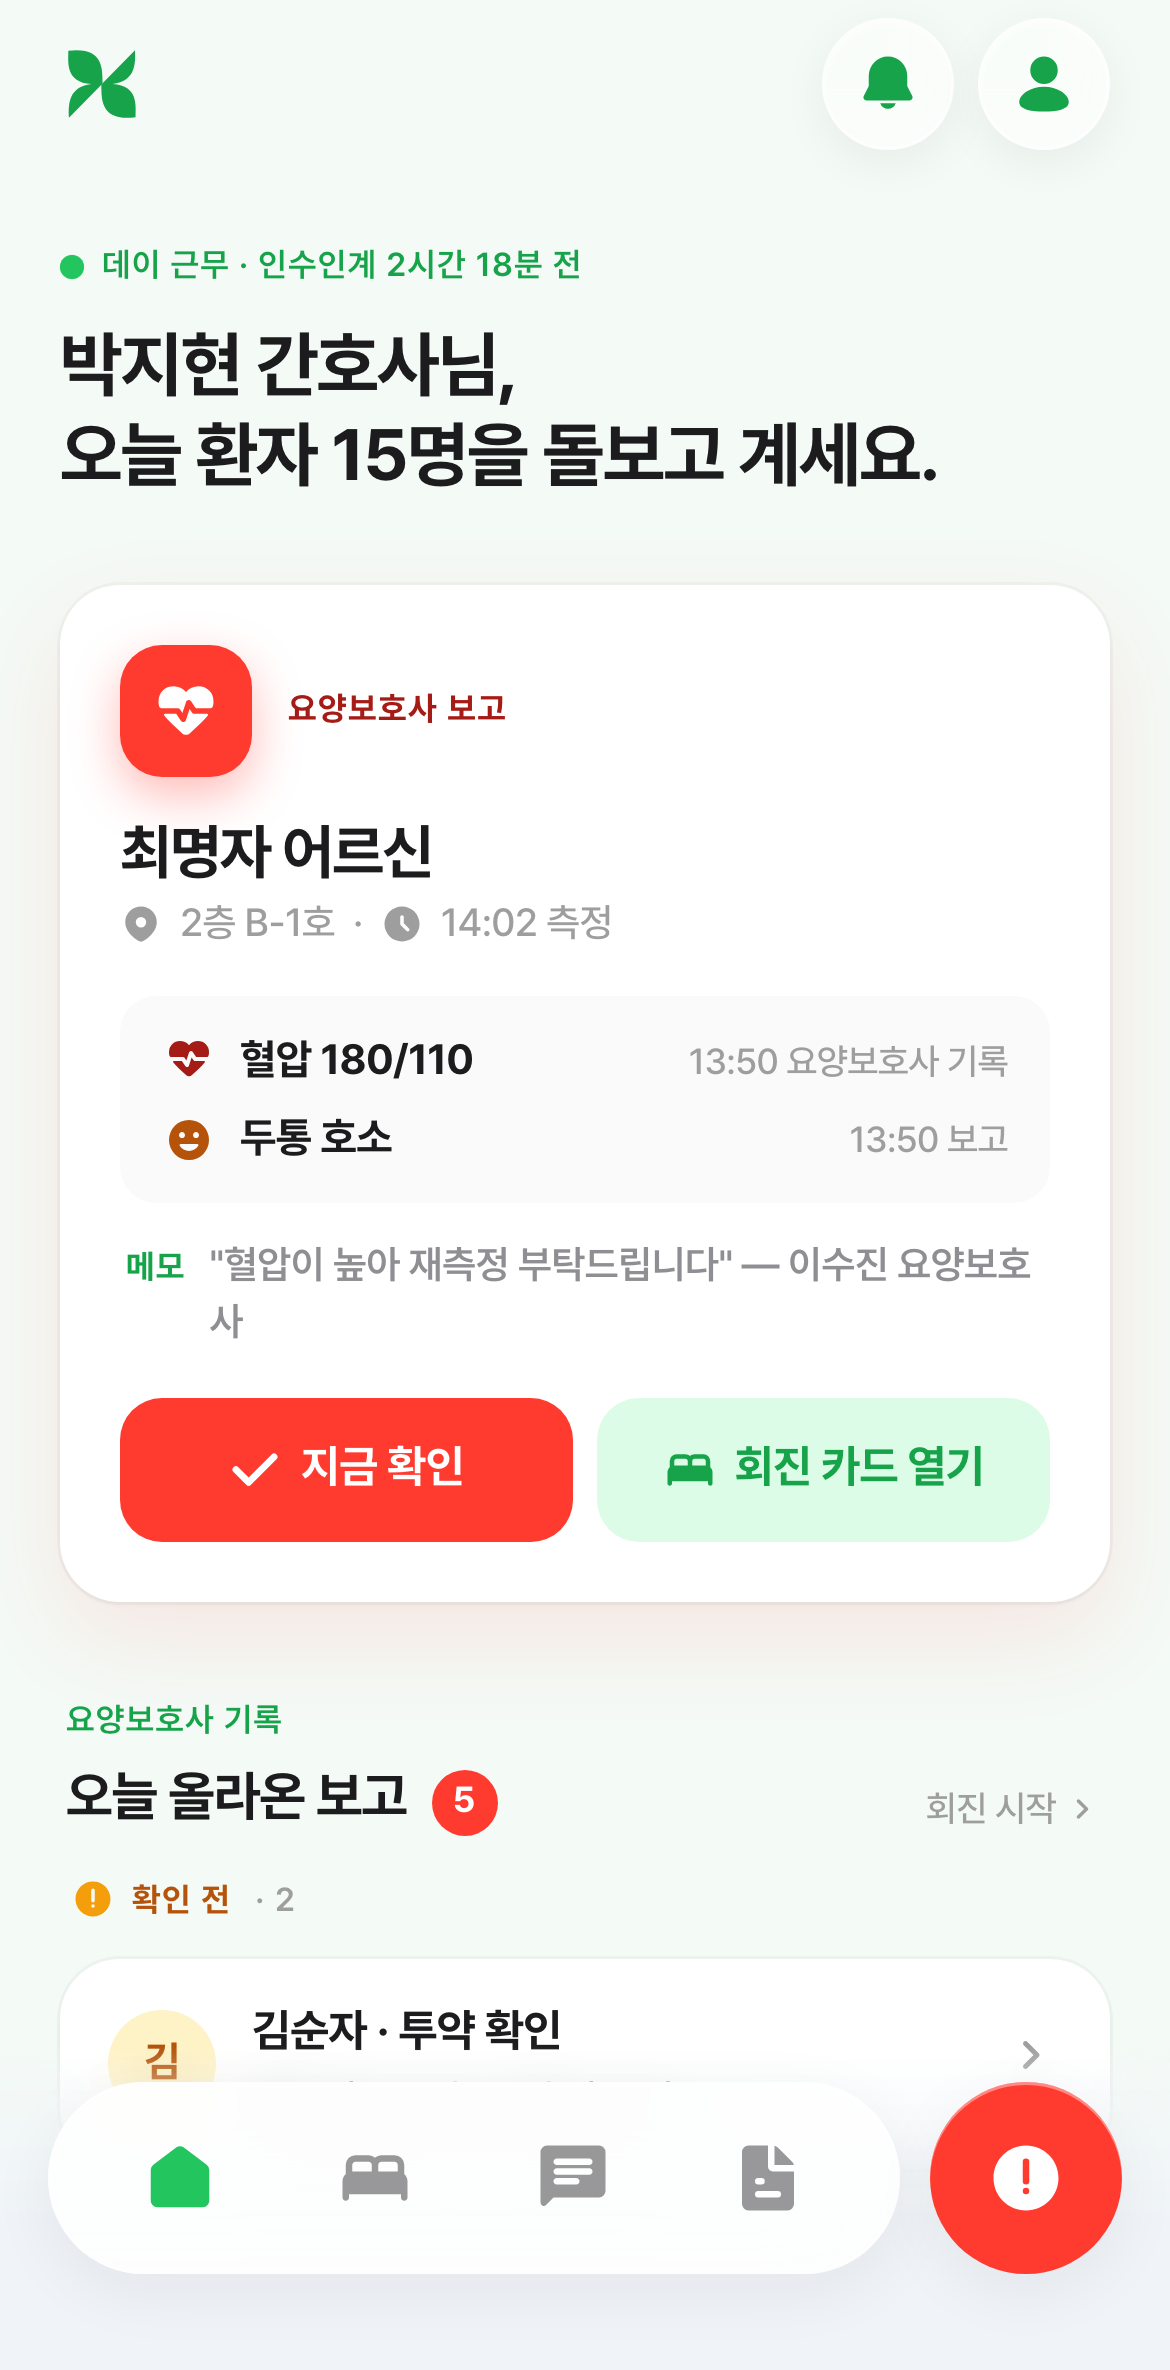 데이 근무 · 인수인계 2시간 18분 전
박지현 간호사님,
오늘 환자 15명을 돌보고 계세요.
요양보호사 보고
최명자 어르신
2층 B-1호 · 14:02 측정
혈압 180/110 13:50 요양보호사 기록
두통 호소 13:50 보고
메모 "혈압이 높아 재측정 부탁드립니다" — 이수진 요양보호
사
지금 확인 회진 카드 열기
요양보호사 기록
오늘 올라온 보고 5
회진 시작
확인 전 · 2
김순자 · 투약 확인
김